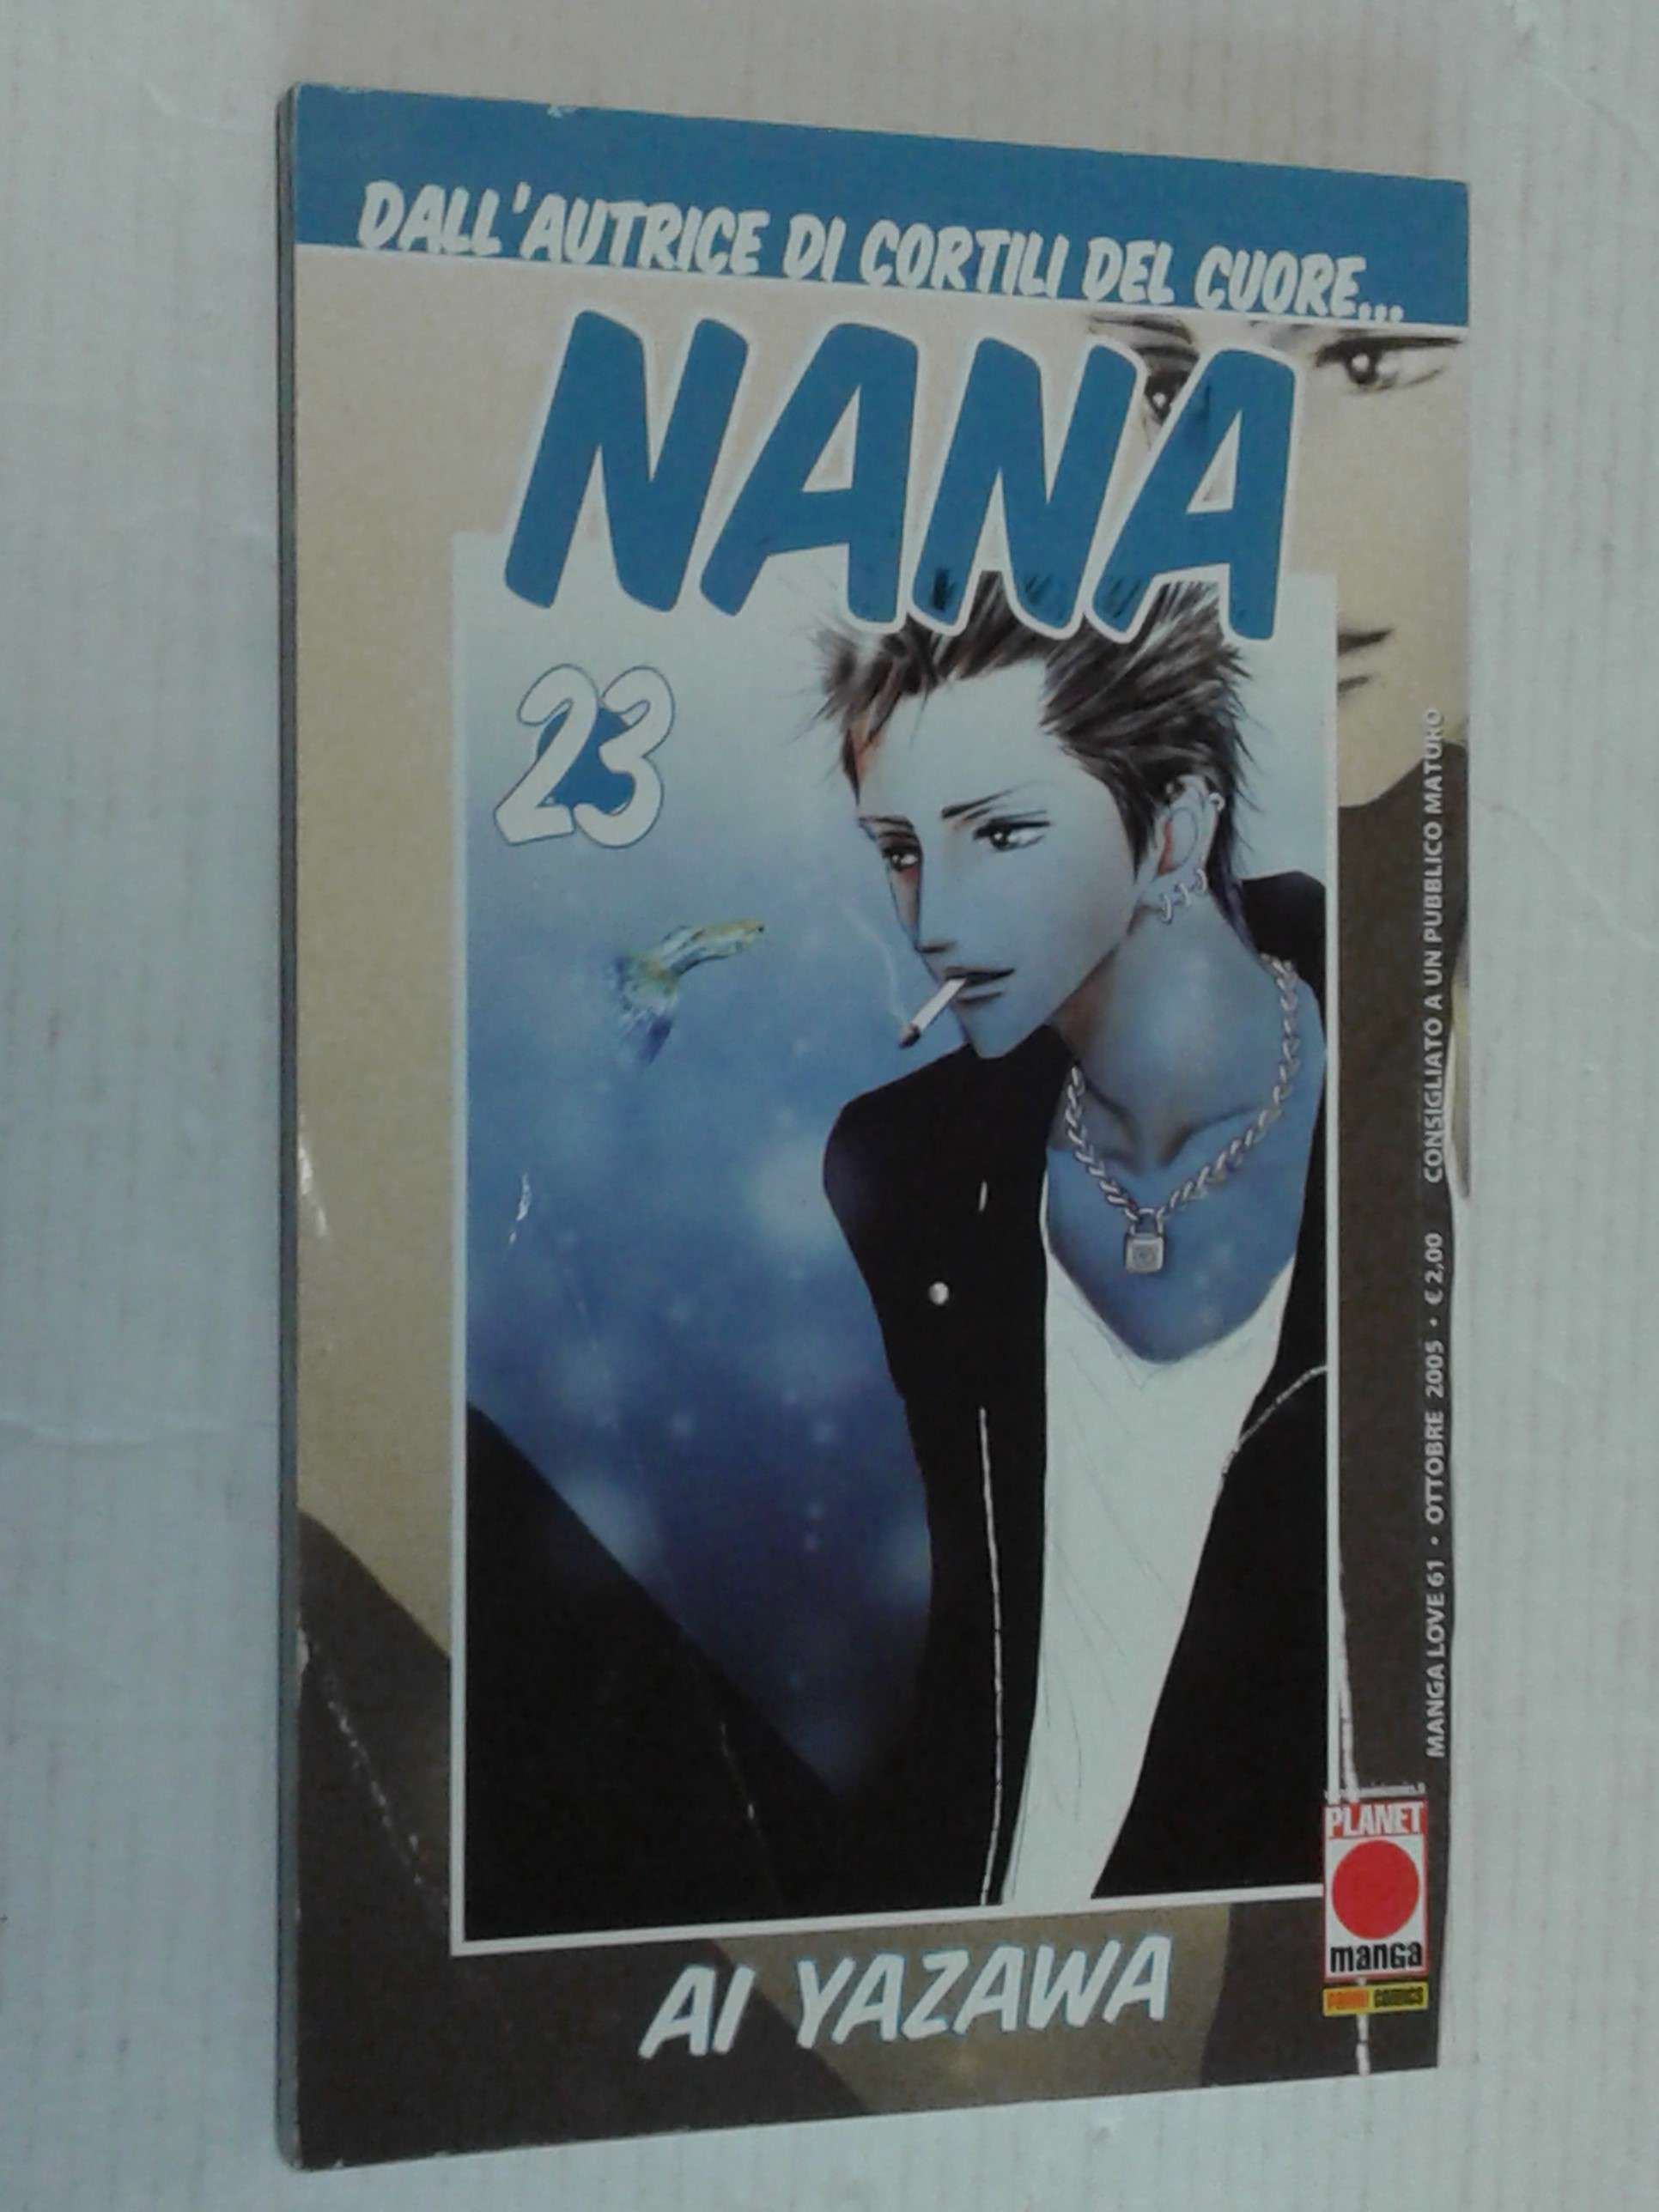 DALL'AUTRICE DI CORTILI DEL CUORE...
NANA
23
CONSIGLIATO A UN PUBBLICO MATURO
MANGA LOVE 61 • OTTOBRE 2005 • € 2,00
PLANET
manga
PANINI COMICS
AI YAZAWA